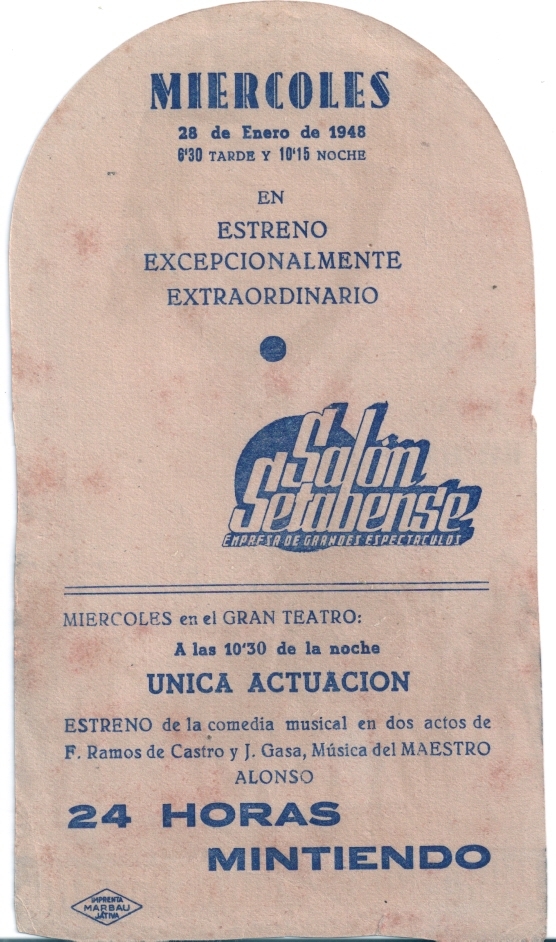 MIERCOLES
28 de Enero de 1948
6'30 TARDE Y 10'15 NOCHE
EN
ESTRENO
EXCEPCIONALMENTE
EXTRAORDINARIO
Salón
Setabense
EMPRESA DE GRANDES ESPECTACULOS
MIERCOLES en el GRAN TEATRO:
A las 10'30 de la noche
UNICA ACTUACION
ESTRENO de la comedia musical en dos actos de
F. Ramos de Castro y J. Gasa, Música del MAESTRO
ALONSO
24 HORAS
MINTIENDO
IMPRENTA
MARBAU
JÁTIVA